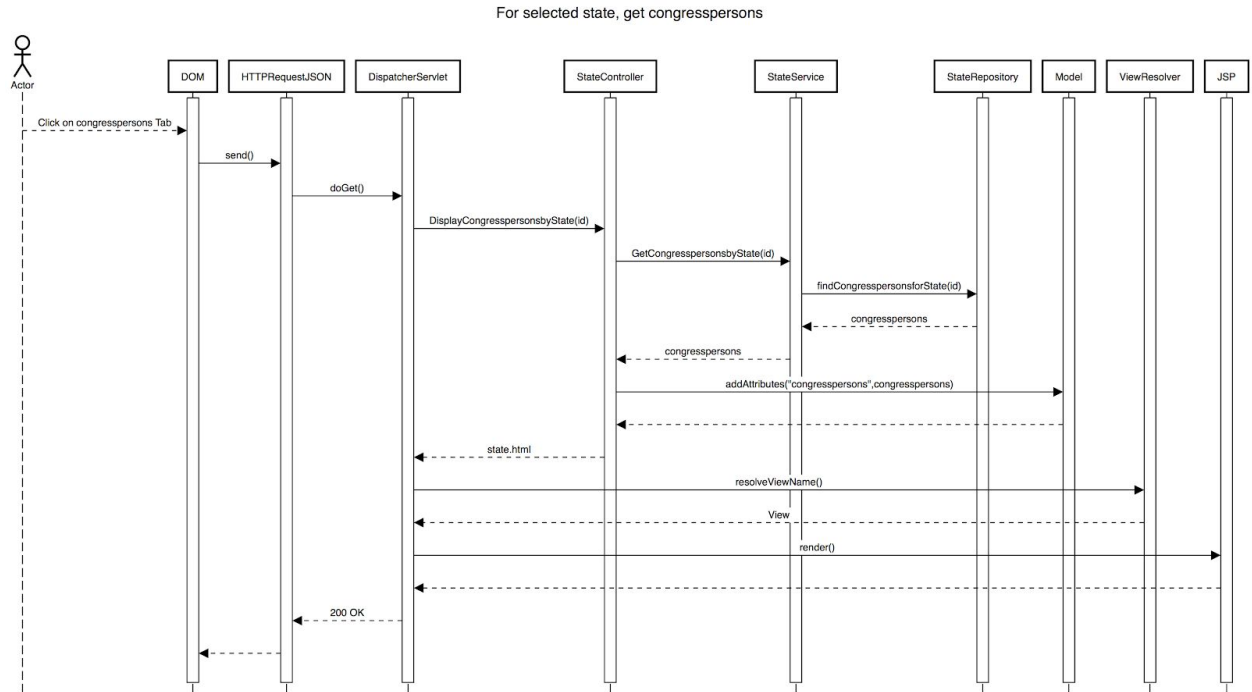 For selected state, get congresspersons
Actor
DOM
HTTPRequestJSON
DispatcherServlet
StateController
StateService
StateRepository
Model
ViewResolver
JSP
Click on congresspersons Tab
send()
doGet()
DisplayCongresspersonsbyState(id)
GetCongresspersonsbyState(id)
findCongresspersonsforState(id)
congresspersons
congresspersons
addAttributes("congresspersons",congresspersons)
state.html
resolveViewName()
View
render()
200 OK